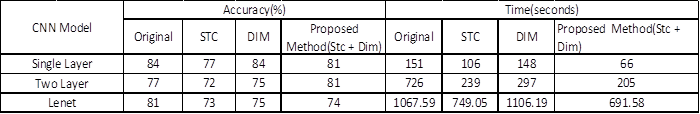 CNN Model Accuracy(%) Time(seconds)
Original STC DIM Proposed Method(Stc + Dim) Original STC DIM Proposed Method(Stc + Dim)
Single Layer 84 77 84 81 151 106 148 66
Two Layer 77 72 75 81 726 239 297 205
Lenet 81 73 75 74 1067.59 749.05 1106.19 691.58